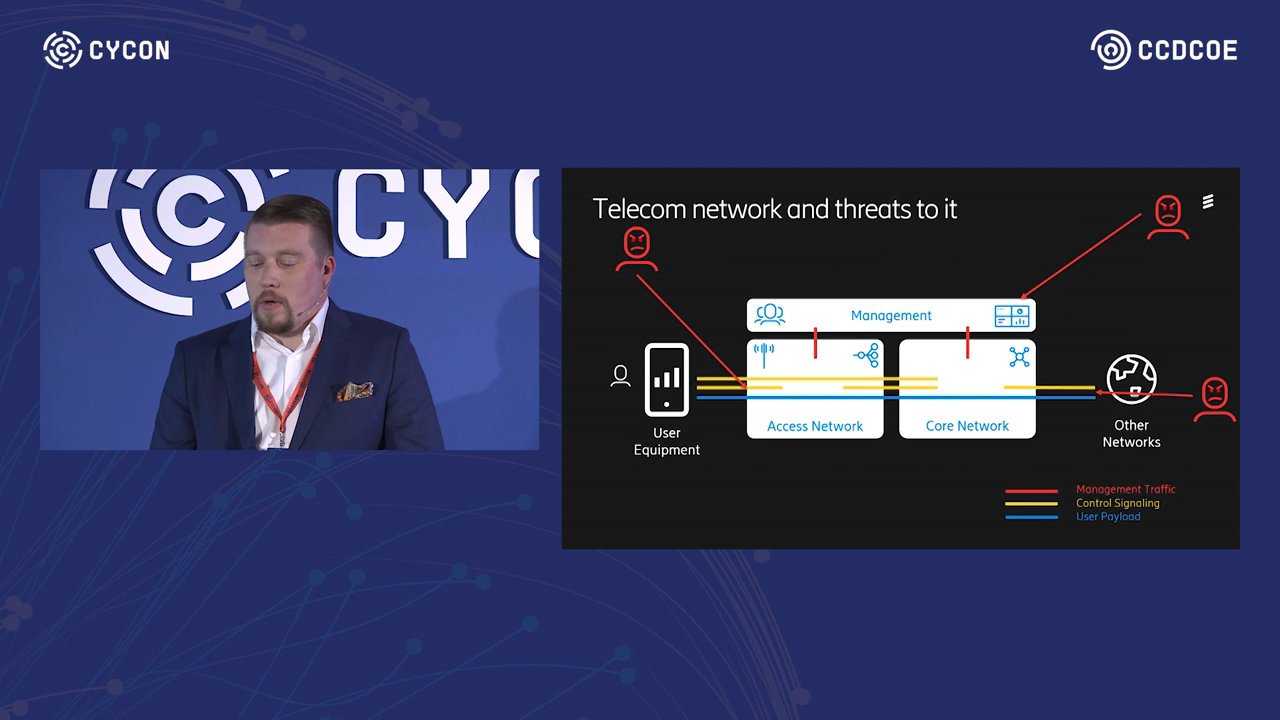 CYCON
CCDCOE
CYC
Telecom network and threats to it
Management
Access Network
Core Network
User
Equipment
Other
Networks
Management Traffic
Control Signaling
User Payload